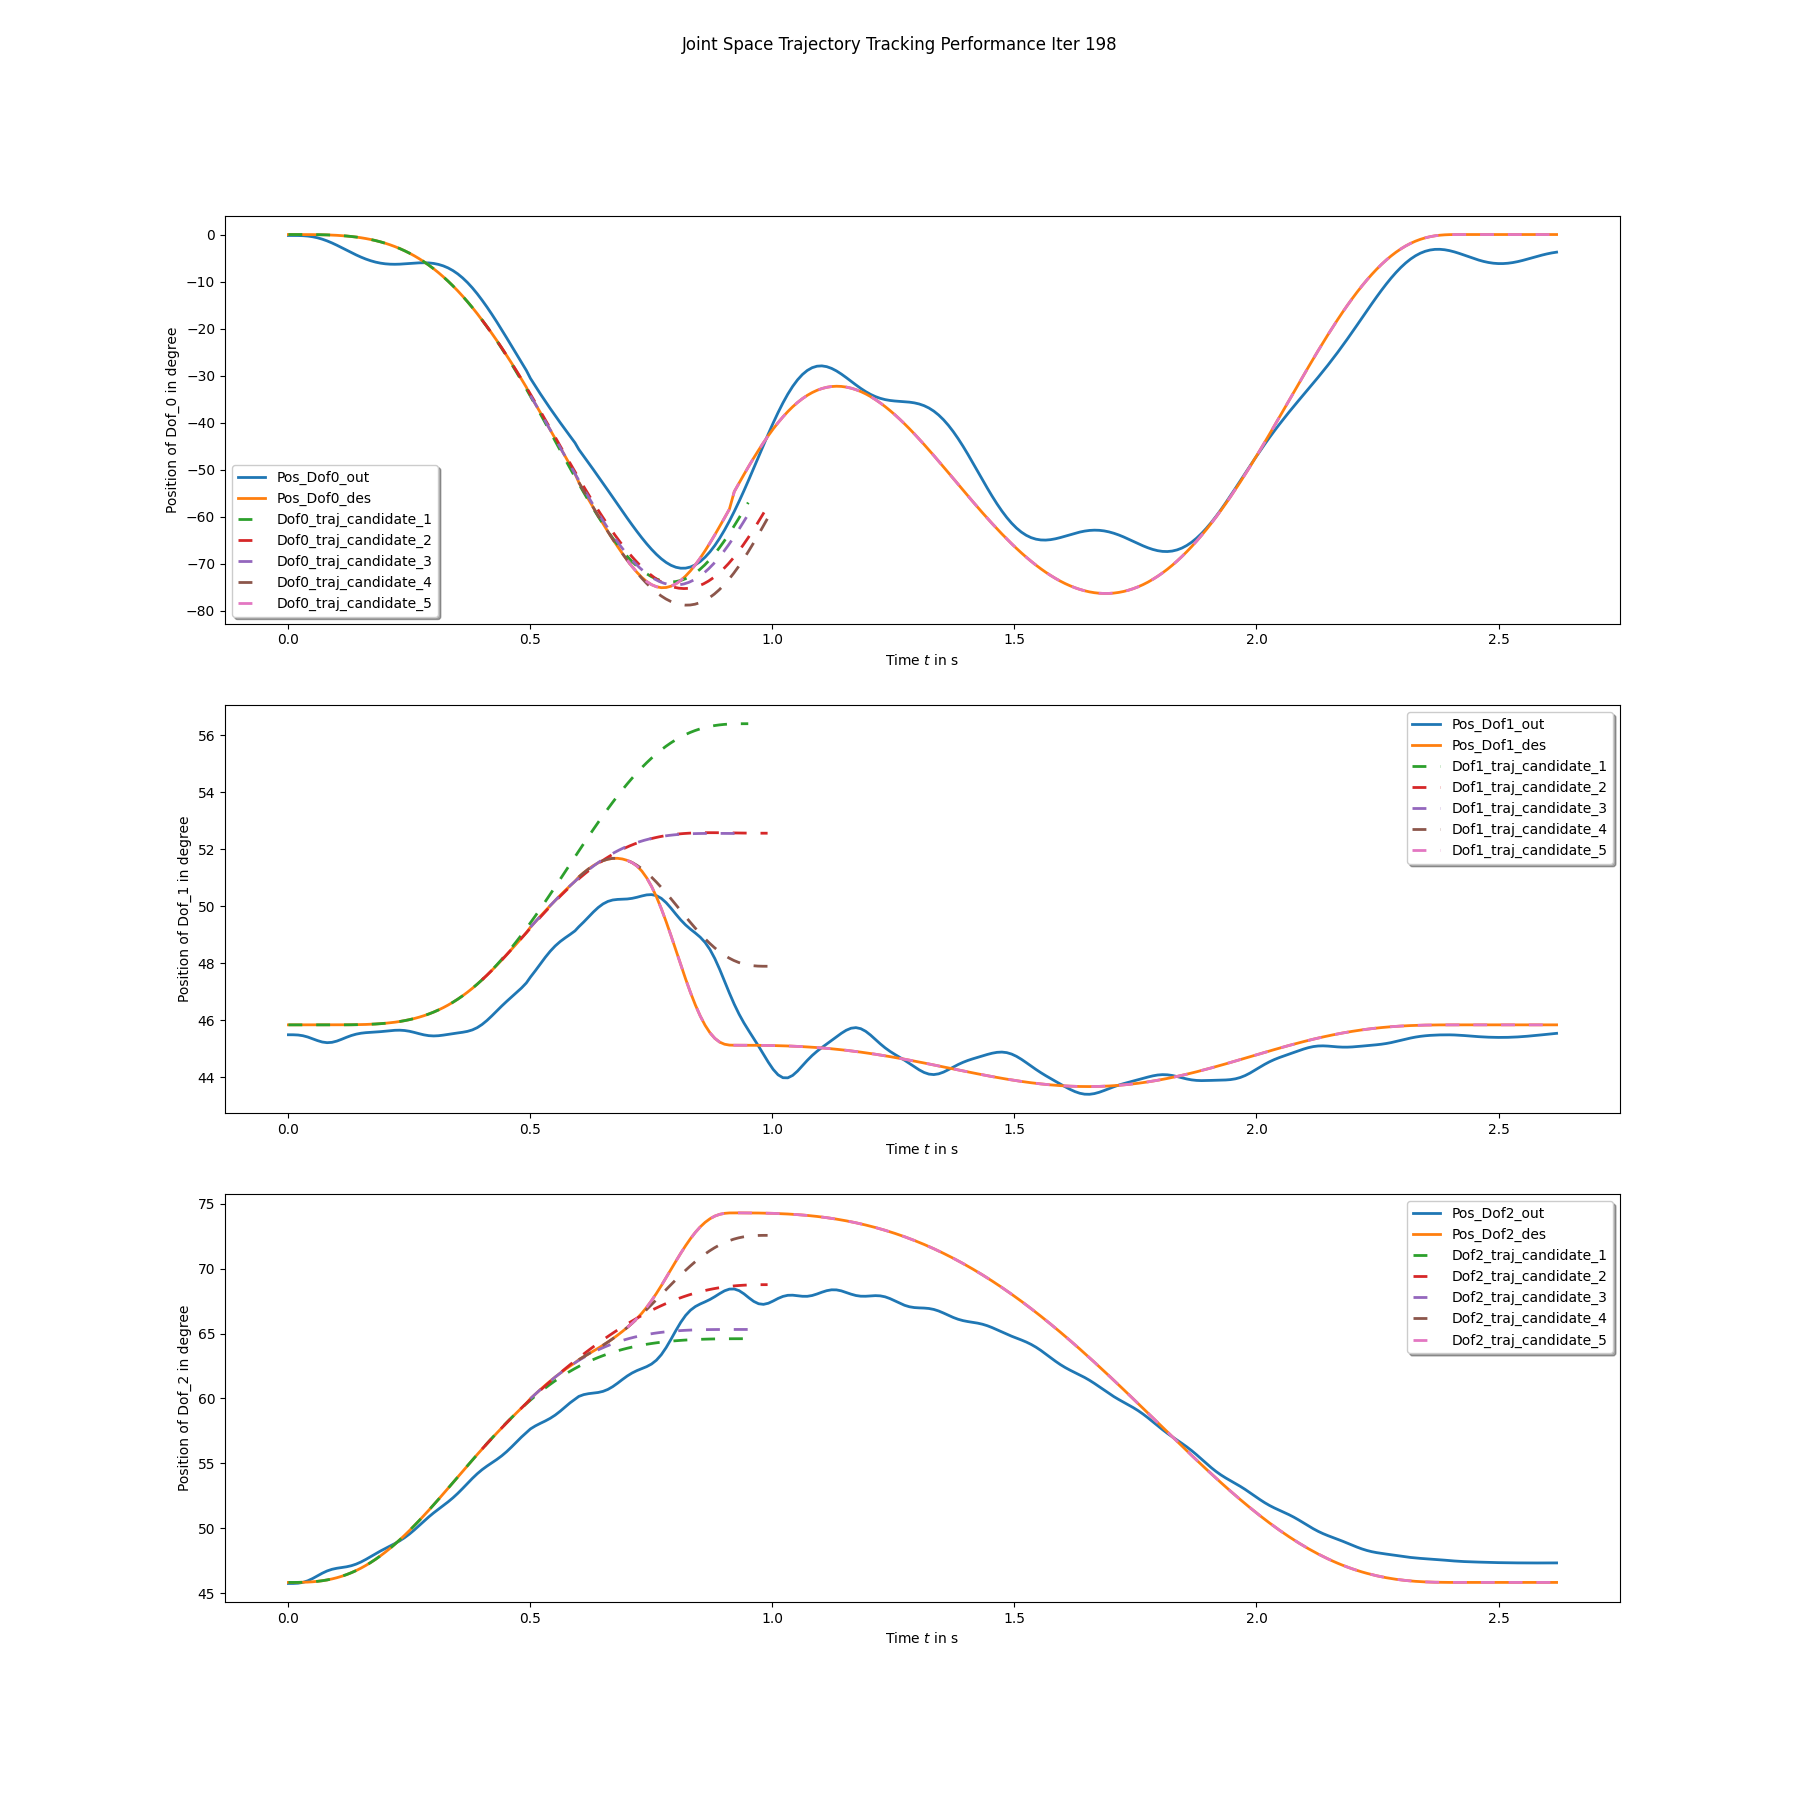 Joint Space Trajectory Tracking Performance Iter 198
Position of Dof_0 in degree
0
−10
−20
−30
−40
−50
−60
−70
−80
Pos_Dof0_out
Pos_Dof0_des
Dof0_traj_candidate_1
Dof0_traj_candidate_2
Dof0_traj_candidate_3
Dof0_traj_candidate_4
Dof0_traj_candidate_5
0.0 0.5 1.0 1.5 2.0 2.5
Time t in s
Position of Dof_1 in degree
56
54
52
50
48
46
44
Pos_Dof1_out
Pos_Dof1_des
Dof1_traj_candidate_1
Dof1_traj_candidate_2
Dof1_traj_candidate_3
Dof1_traj_candidate_4
Dof1_traj_candidate_5
0.0 0.5 1.0 1.5 2.0 2.5
Time t in s
Position of Dof_2 in degree
75
70
65
60
55
50
45
Pos_Dof2_out
Pos_Dof2_des
Dof2_traj_candidate_1
Dof2_traj_candidate_2
Dof2_traj_candidate_3
Dof2_traj_candidate_4
Dof2_traj_candidate_5
0.0 0.5 1.0 1.5 2.0 2.5
Time t in s